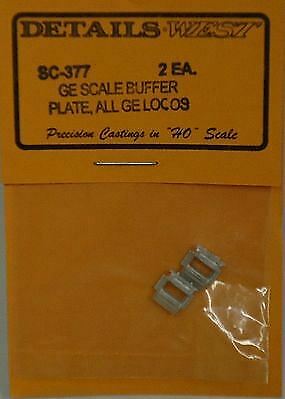 DETAILS WEST
SC-377 2 EA.
GE SCALE BUFFER
PLATE, ALL GE LOCOS
Precision Castings in "HO" Scale